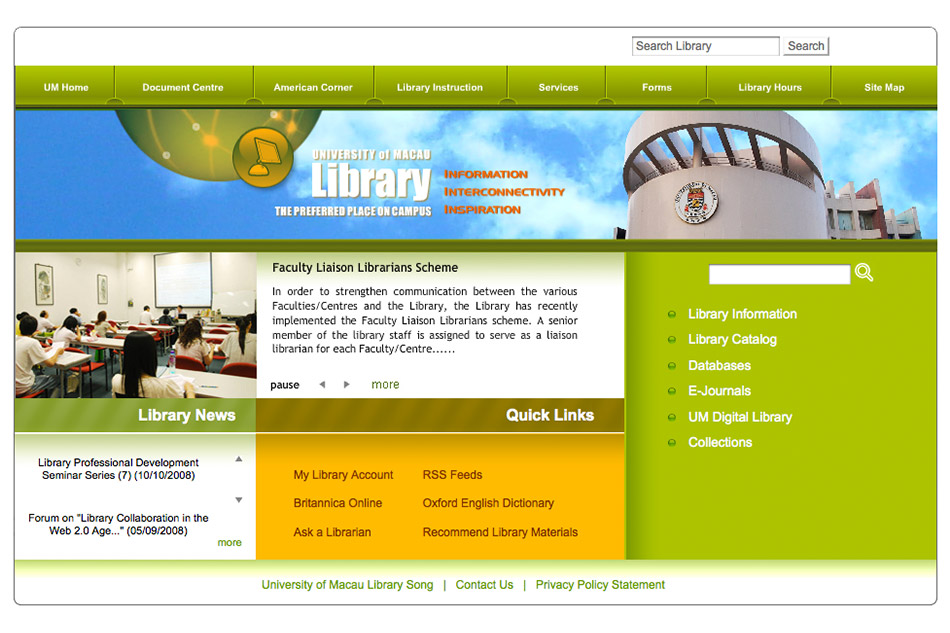 Search Library
Search
UM Home
Document Centre
American Corner
Library Instruction
Services
Forms
Library Hours
Site Map
UNIVERSITY of MACAU
Library
THE PREFERRED PLACE ON CAMPUS
INFORMATION
INTERCONNECTIVITY
INSPIRATION
Faculty Liaison Librarians Scheme
In order to strengthen communication between the various
Faculties/Centres and the Library, the Library has recently
implemented the Faculty Liaison Librarians scheme. A senior
member of the library staff is assigned to serve as a liaison
librarian for each Faculty/Centre......
pause
more
Library News
Library Professional Development
Seminar Series (7) (10/10/2008)
Forum on "Library Collaboration in the
Web 2.0 Age..." (05/09/2008)
more
Quick Links
My Library Account
RSS Feeds
Britannica Online
Oxford English Dictionary
Ask a Librarian
Recommend Library Materials
Library Information
Library Catalog
Databases
E-Journals
UM Digital Library
Collections
University of Macau Library Song | Contact Us | Privacy Policy Statement